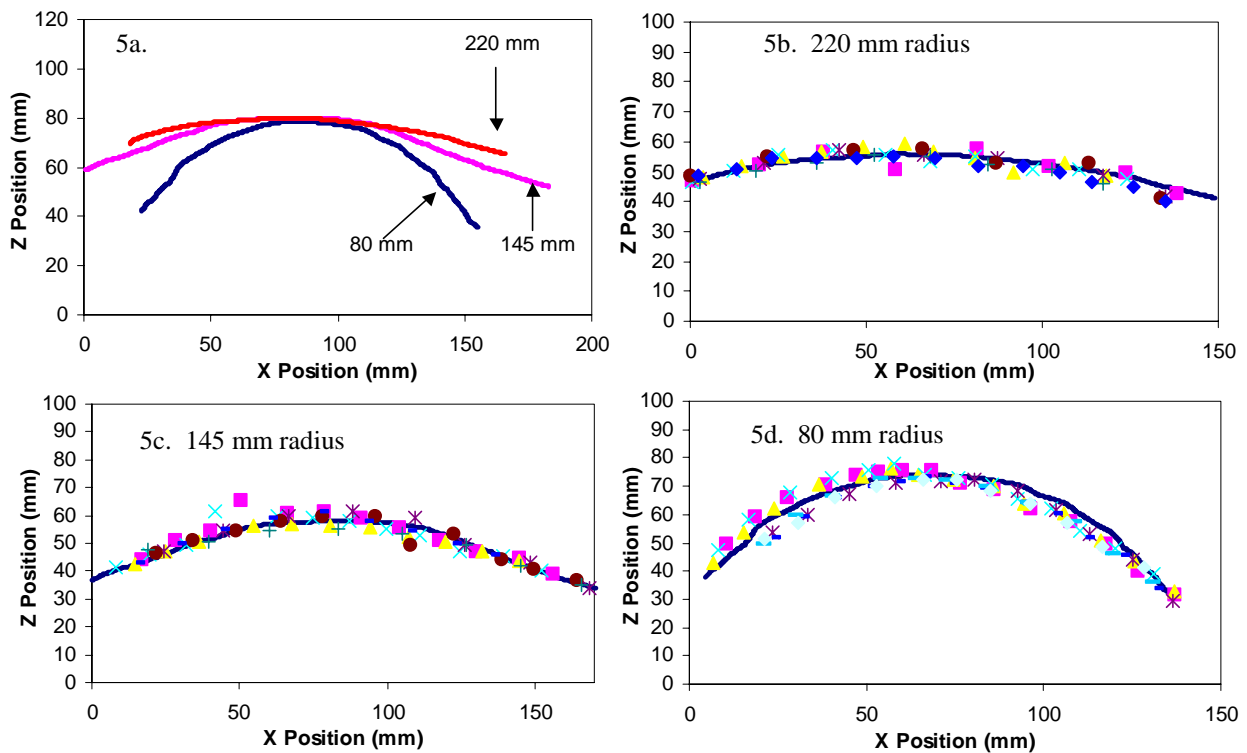 5a.
220 mm
80 mm
145 mm
120
100
80
60
40
20
0
0 50 100 150 200
Z Position (mm)
X Position (mm)
5b. 220 mm radius
100
90
80
70
60
50
40
30
20
10
0
0 50 100 150
Z Position (mm)
X Position (mm)
5c. 145 mm radius
100
90
80
70
60
50
40
30
20
10
0
0 50 100 150
Z Position (mm)
X Position (mm)
5d. 80 mm radius
100
90
80
70
60
50
40
30
20
10
0
0 50 100 150
Z Position (mm)
X Position (mm)